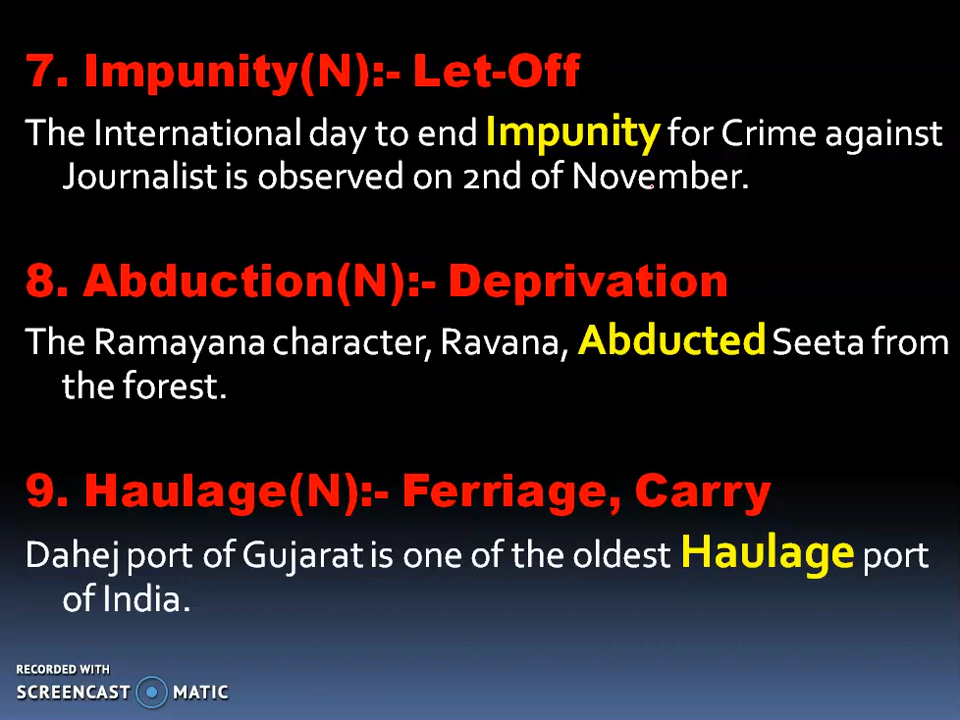 7. Impunity(N):- Let-Off
The International day to end Impunity for Crime against
Journalist is observed on 2nd of November.
8. Abduction(N):- Deprivation
The Ramayana character, Ravana, Abducted Seeta from
the forest.
9. Haulage(N):- Ferriage, Carry
Dahej port of Gujarat is one of the oldest Haulage port
of India.
RECORDED WITH
SCREENCAST MATIC